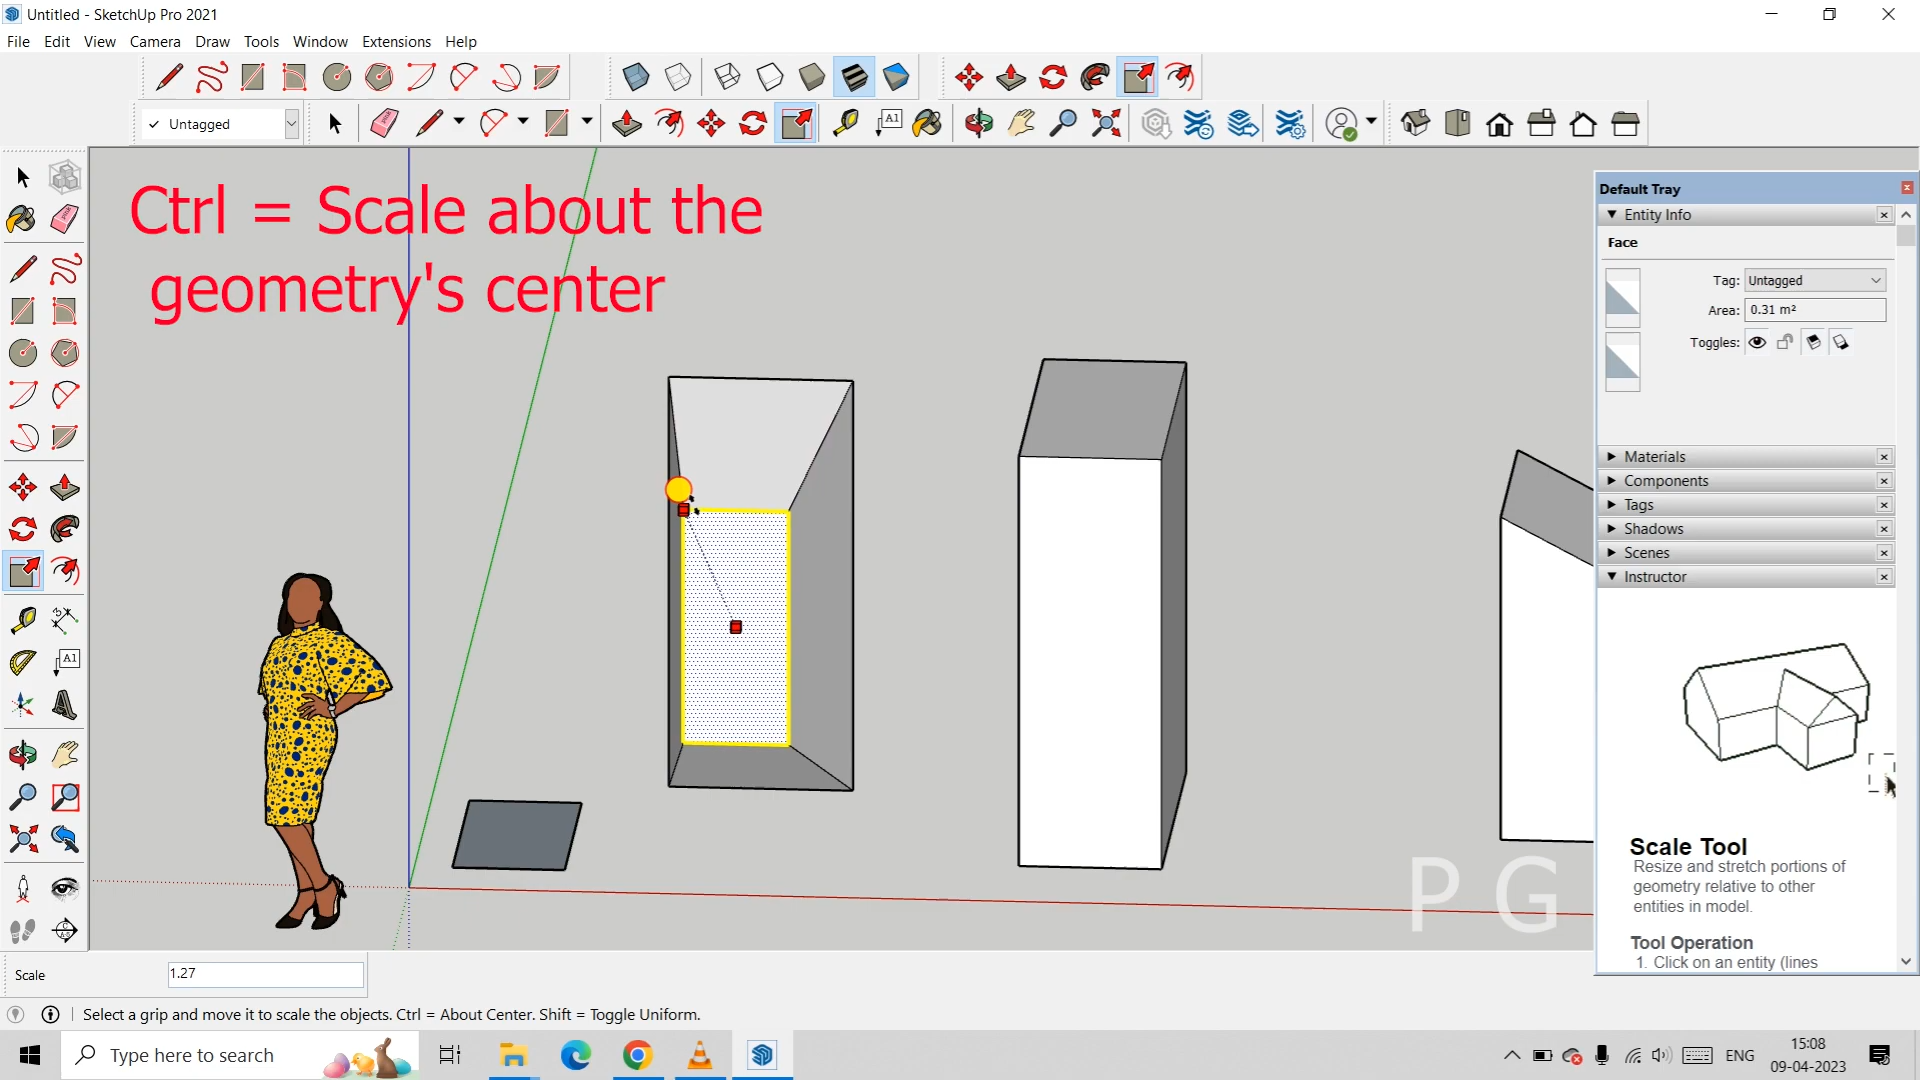 Untitled - SketchUp Pro 2021
File Edit View Camera Draw Tools Window Extensions Help
Untagged
A1
Ctrl = Scale about the
geometry's center
Default Tray
Entity Info
Face
Tag: Untagged
Area: 0.31 m²
Toggles:
Materials
Components
Tags
Shadows
Scenes
Instructor
A1
Scale Tool
Resize and stretch portions of
geometry relative to other
entities in model.
Tool Operation
1. Click on an entity (lines
P G
Scale 1.27
Select a grip and move it to scale the objects. Ctrl = About Center. Shift = Toggle Uniform.
Type here to search
ENG
15:08
09-04-2023